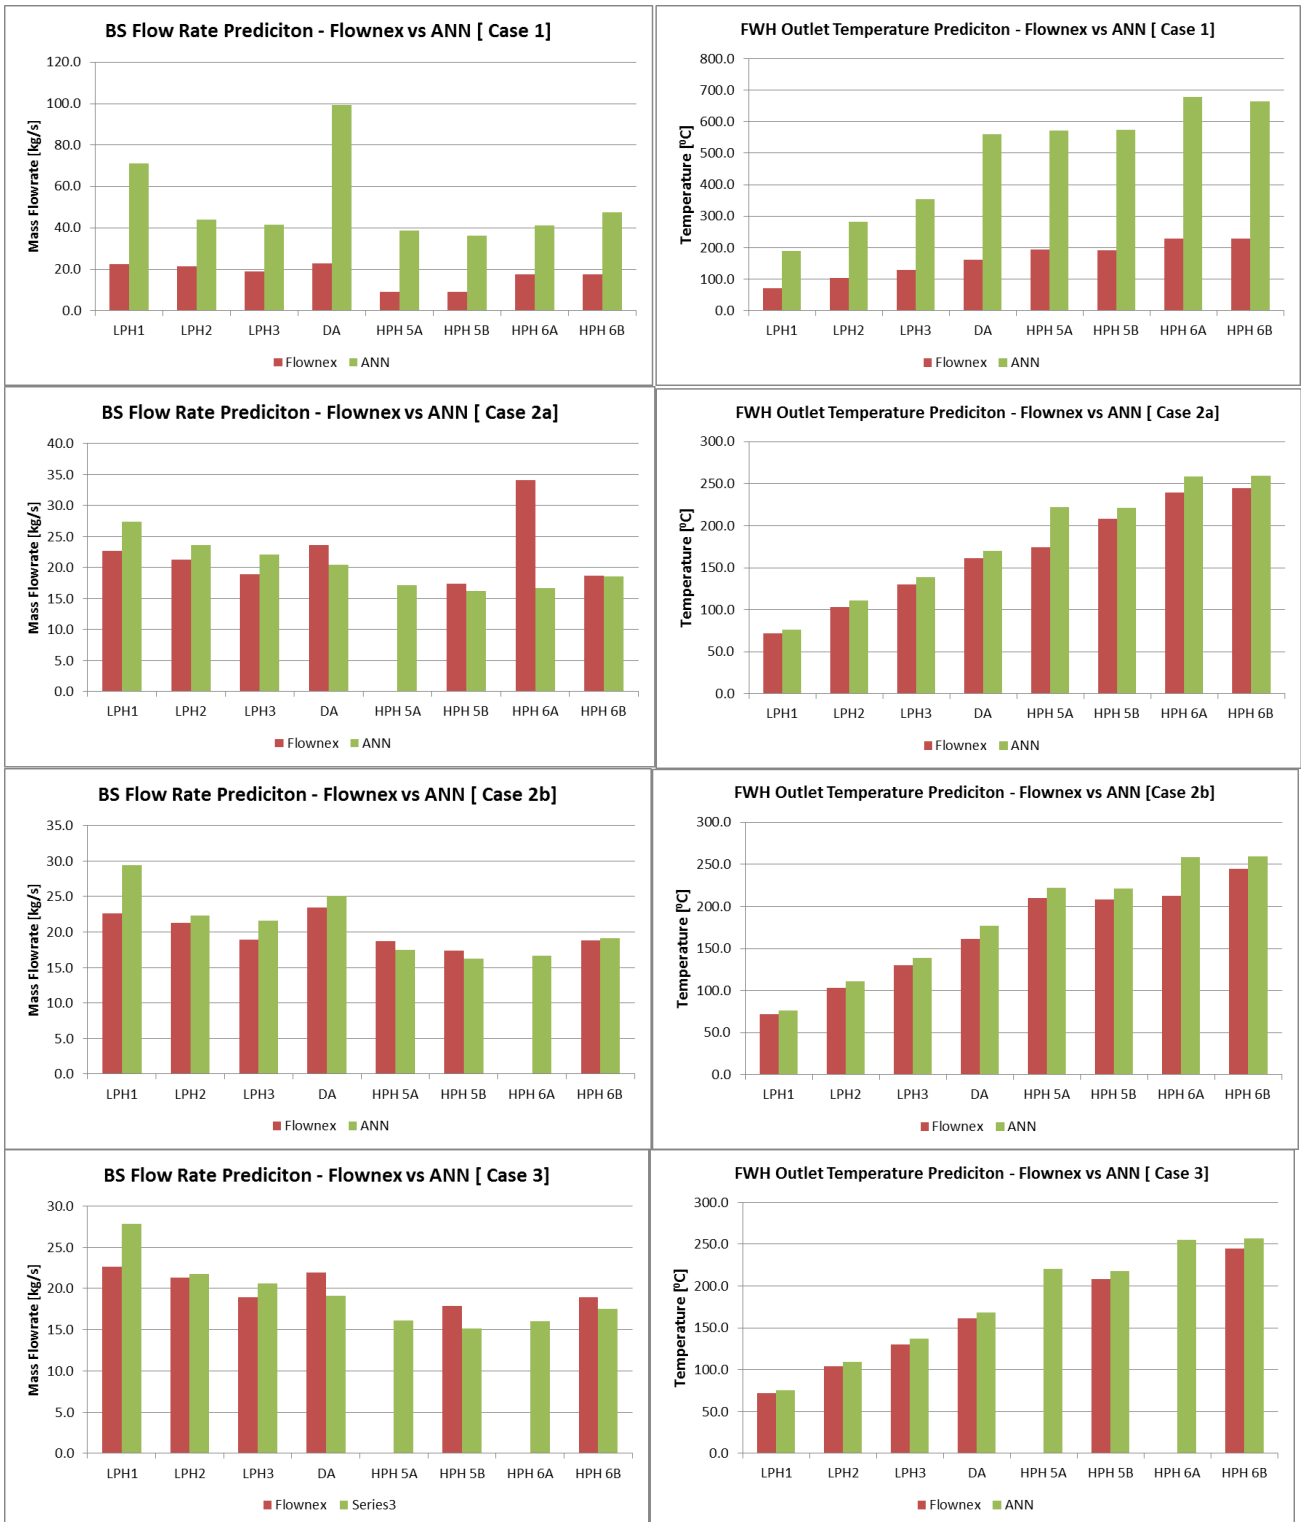 BS Flow Rate Prediciton - Flownex vs ANN [ Case 1]
Mass Flowrate [kg/s]
120.0
100.0
80.0
60.0
40.0
20.0
0.0
LPH1 LPH2 LPH3 DA HPH 5A HPH 5B HPH 6A HPH 6B
Flownex ANN
FWH Outlet Temperature Prediciton - Flownex vs ANN [ Case 1]
Temperature [⁰C]
800.0
700.0
600.0
500.0
400.0
300.0
200.0
100.0
0.0
LPH1 LPH2 LPH3 DA HPH 5A HPH 5B HPH 6A HPH 6B
Flownex ANN
BS Flow Rate Prediciton - Flownex vs ANN [ Case 2a]
Mass Flowrate [kg/s]
40.0
35.0
30.0
25.0
20.0
15.0
10.0
5.0
0.0
LPH1 LPH2 LPH3 DA HPH 5A HPH 5B HPH 6A HPH 6B
Flownex ANN
FWH Outlet Temperature Prediciton - Flownex vs ANN [ Case 2a]
Temperature [⁰C]
300.0
250.0
200.0
150.0
100.0
50.0
0.0
LPH1 LPH2 LPH3 DA HPH 5A HPH 5B HPH 6A HPH 6B
Flownex ANN
BS Flow Rate Prediciton - Flownex vs ANN [ Case 2b]
Mass Flowrate [kg/s]
35.0
30.0
25.0
20.0
15.0
10.0
5.0
0.0
LPH1 LPH2 LPH3 DA HPH 5A HPH 5B HPH 6A HPH 6B
Flownex ANN
FWH Outlet Temperature Prediciton - Flownex vs ANN [Case 2b]
Temperature [⁰C]
300.0
250.0
200.0
150.0
100.0
50.0
0.0
LPH1 LPH2 LPH3 DA HPH 5A HPH 5B HPH 6A HPH 6B
Flownex ANN
BS Flow Rate Prediciton - Flownex vs ANN [ Case 3]
Mass Flowrate [kg/s]
30.0
25.0
20.0
15.0
10.0
5.0
0.0
LPH1 LPH2 LPH3 DA HPH 5A HPH 5B HPH 6A HPH 6B
Flownex Series3
FWH Outlet Temperature Prediciton - Flownex vs ANN [ Case 3]
Temperature [⁰C]
300.0
250.0
200.0
150.0
100.0
50.0
0.0
LPH1 LPH2 LPH3 DA HPH 5A HPH 5B HPH 6A HPH 6B
Flownex ANN